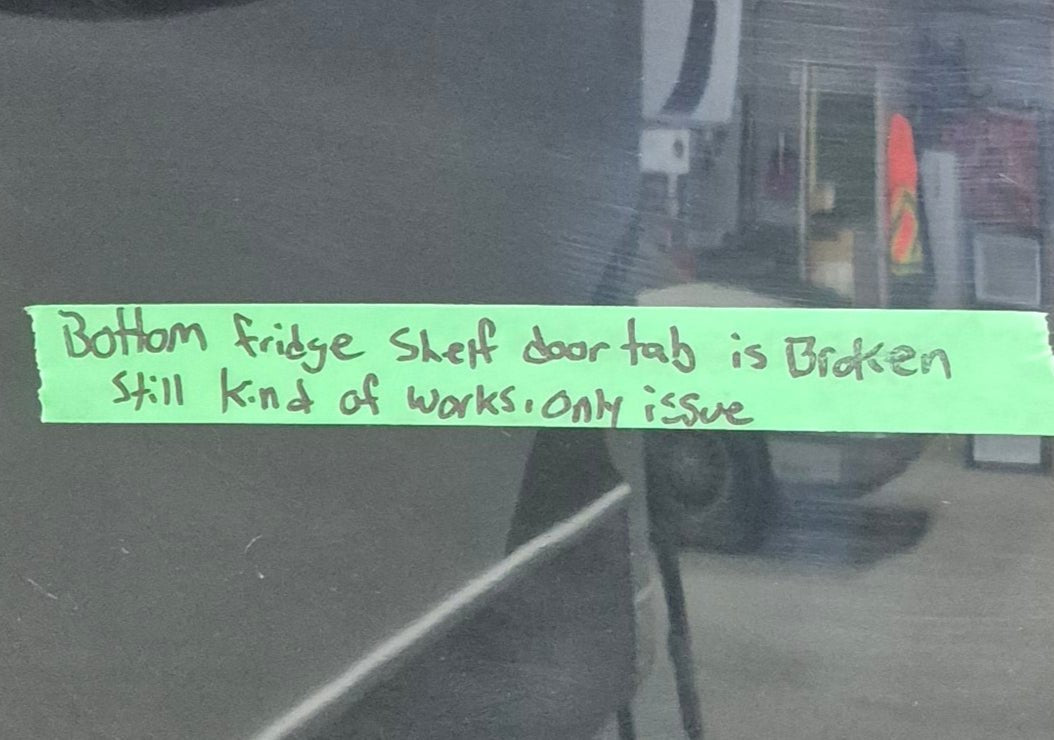 Bottom fridge Shelf door tab is Broken
Still kind of works. only issue